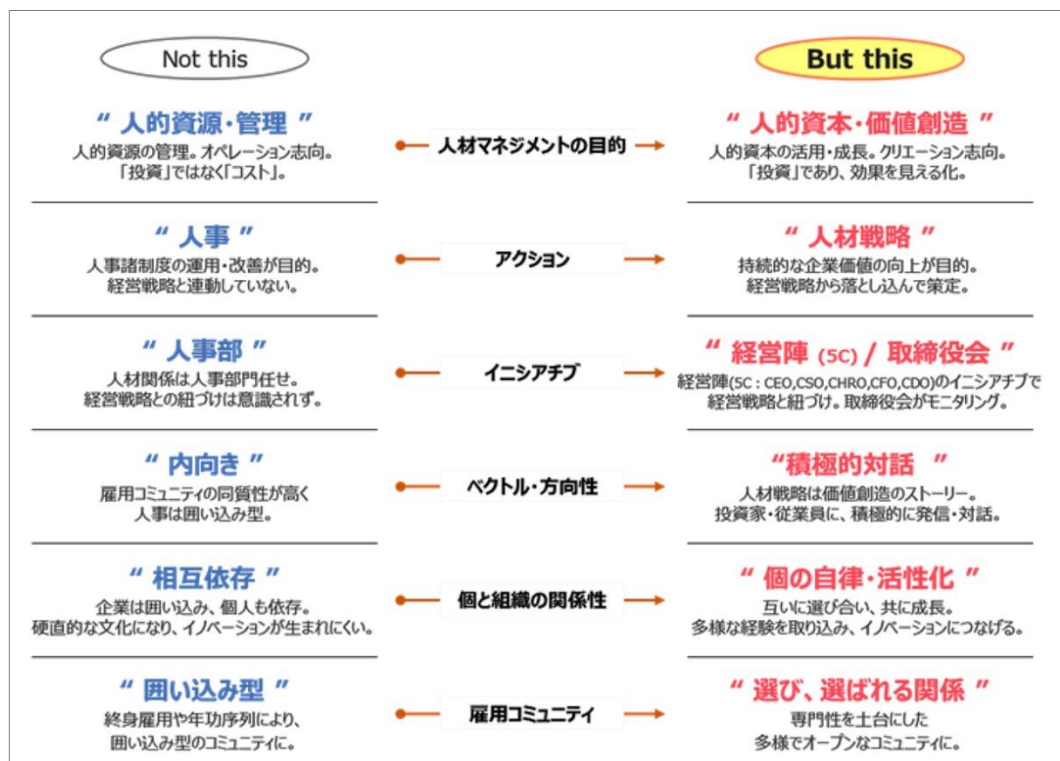 Not this
But this
“ 人的資源・管理 ”
人的資源の管理。オペレーション志向。
「投資」ではなく「コスト」。
人材マネジメントの目的
“ 人的資本・価値創造 ”
人的資本の活用・成長。クリエーション志向。
「投資」であり、効果を見える化。
“ 人事 ”
人事諸制度の運用・改善が目的。
経営戦略と連動していない。
アクション
“ 人材戦略 ”
持続的な企業価値の向上が目的。
経営戦略から落とし込んで策定。
“ 人事部 ”
人材関係は人事部門任せ。
経営戦略との紐づけは意識されず。
イニシアチブ
“ 経営陣 (5C) / 取締役会 ”
経営陣(5C : CEO,CSO,CHRO,CFO,CDO)のイニシアチブで
経営戦略と紐づけ。取締役会がモニタリング。
“ 内向き ”
雇用コミュニティの同質性が高く
人事は囲い込み型。
ベクトル・方向性
“積極的対話 ”
人材戦略は価値創造のストーリー。
投資家・従業員に、積極的に発信・対話。
“ 相互依存 ”
企業は囲い込み、個人も依存。
硬直的な文化になり、イノベーションが生まれにくい。
個と組織の関係性
“ 個の自律・活性化 ”
互いに選び合い、共に成長。
多様な経験を取り込み、イノベーションにつなげる。
“ 囲い込み型 ”
終身雇用や年功序列により、
囲い込み型のコミュニティに。
雇用コミュニティ
“ 選び、選ばれる関係 ”
専門性を土台にした
多様でオープンなコミュニティに。